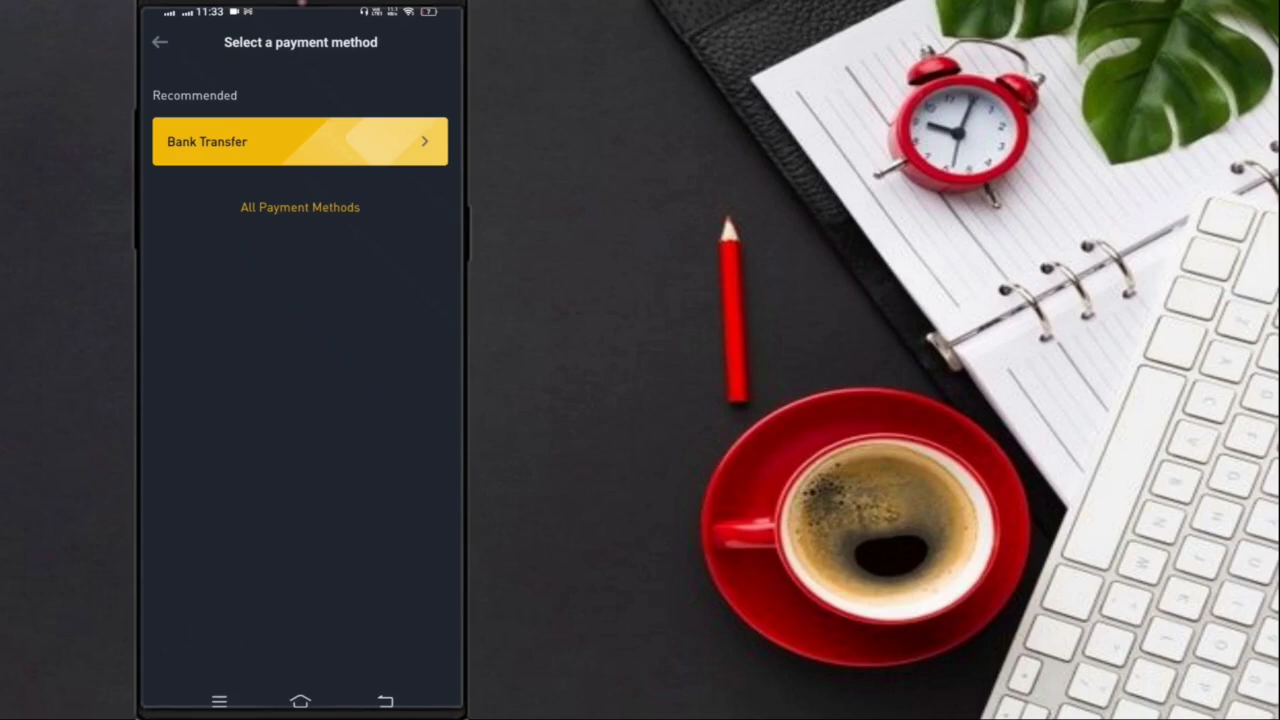 11:33
Select a payment method
Recommended
Bank Transfer
All Payment Methods